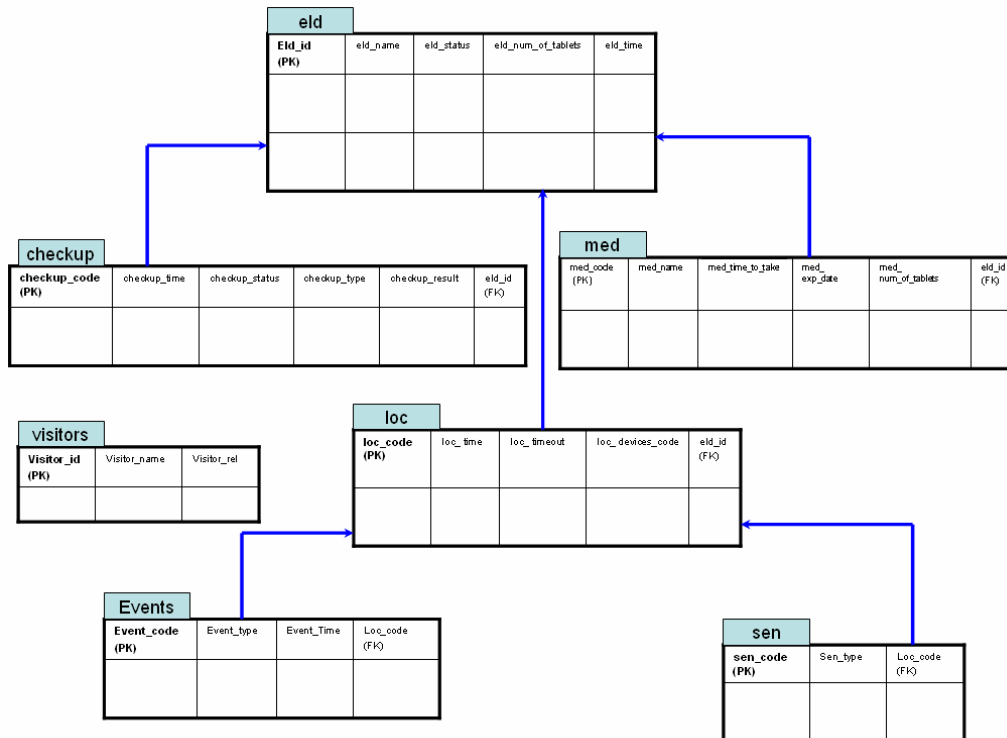 eld
Eld_id eld_name eld_status eld_num_of_tablets eld_time
(PK)
checkup
checkup_code checkup_time checkup_status checkup_type checkup_result eld_id
(PK) (FK)
med
med_code med_name med_time_to_take med_ med_ eld_id
(PK) exp_date num_of_tablets (FK)
visitors
Visitor_id Visitor_name Visitor_rel
(PK)
loc
loc_code loc_time loc_timeout loc_devices_code eld_id
(PK) (FK)
Events
Event_code Event_type Event_Time Loc_code
(PK) (FK)
sen
sen_code Sen_type Loc_code
(PK) (FK)